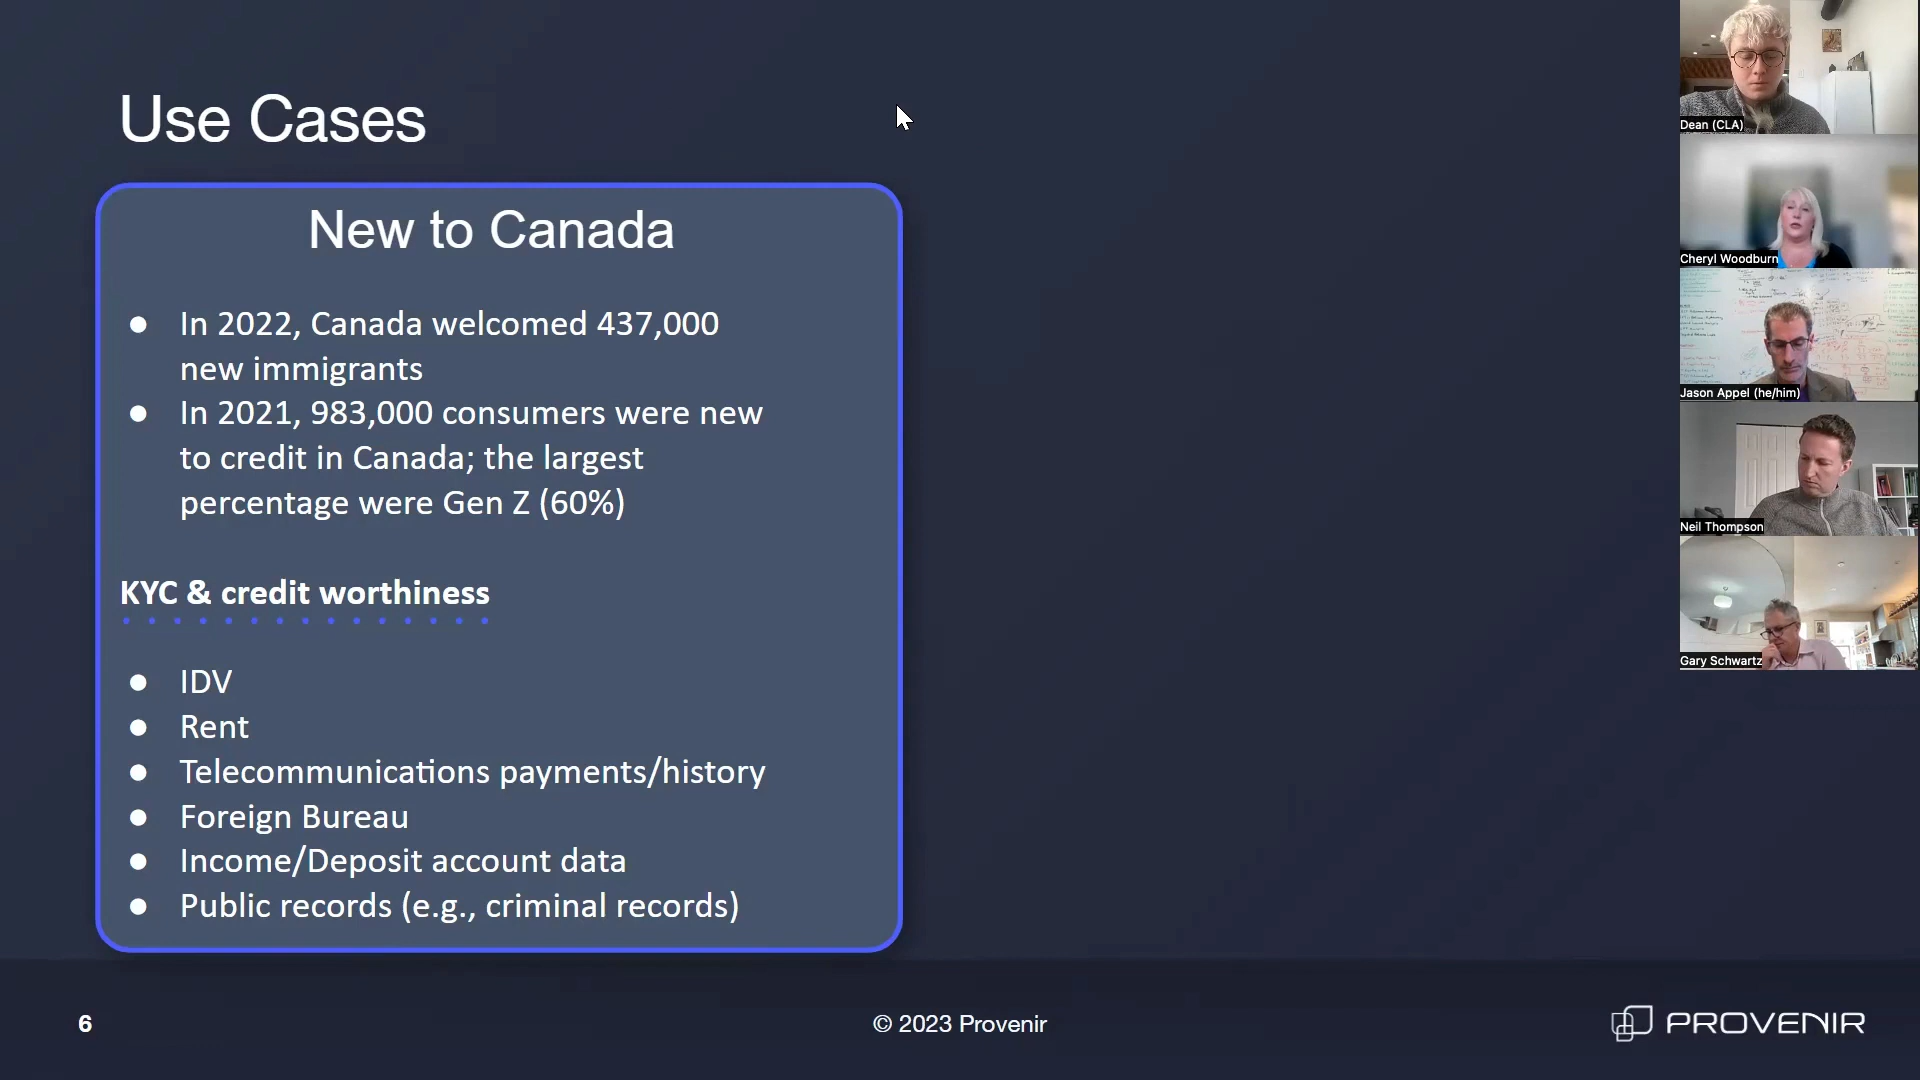 Use Cases
New to Canada
● In 2022, Canada welcomed 437,000
new immigrants
● In 2021, 983,000 consumers were new
to credit in Canada; the largest
percentage were Gen Z (60%)
KYC & credit worthiness
● IDV
● Rent
● Telecommunications payments/history
● Foreign Bureau
● Income/Deposit account data
● Public records (e.g., criminal records)
6
© 2023 Provenir
PROVENIR
Dean (CLA)
Cheryl Woodburn
Jason Appel (he/him)
Neil Thompson
Gary Schwartz